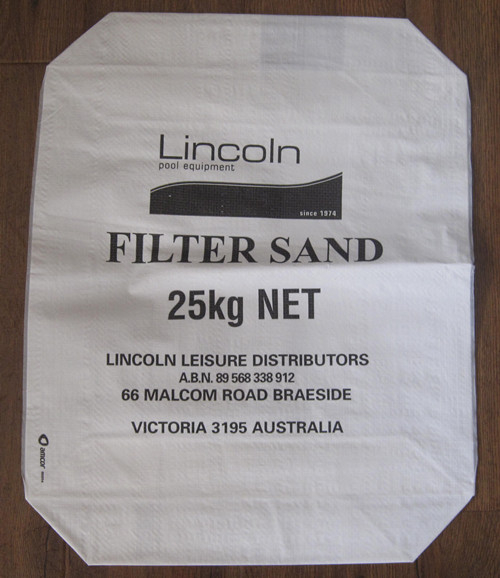 Lincoln
pool equipment
since 1974
FILTER SAND
25kg NET
LINCOLN LEISURE DISTRIBUTORS
A.B.N. 89 568 338 912
66 MALCOM ROAD BRAESIDE
VICTORIA 3195 AUSTRALIA
amcor